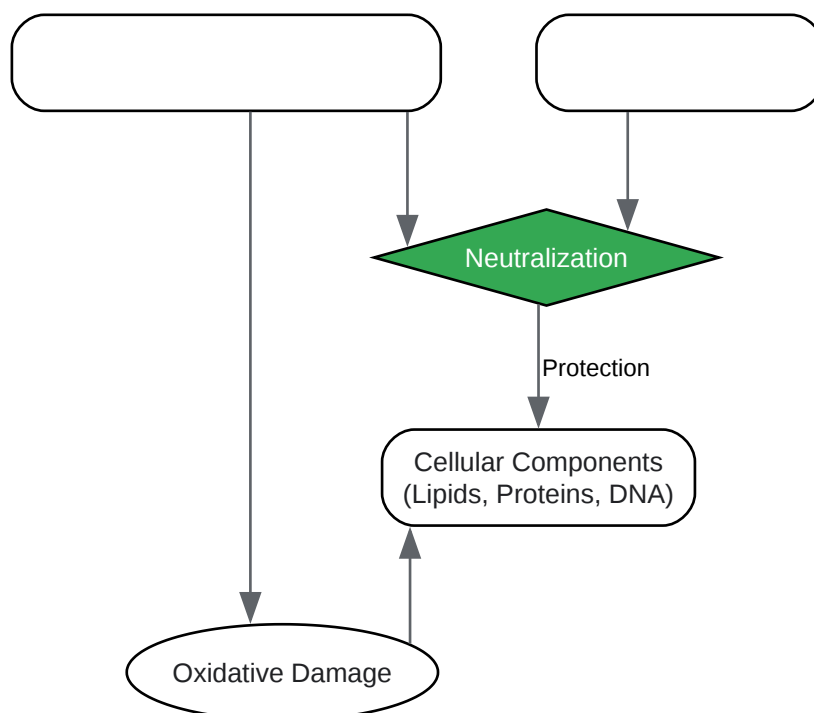 Neutralization
Protection
Cellular Components
(Lipids, Proteins, DNA)
Oxidative Damage